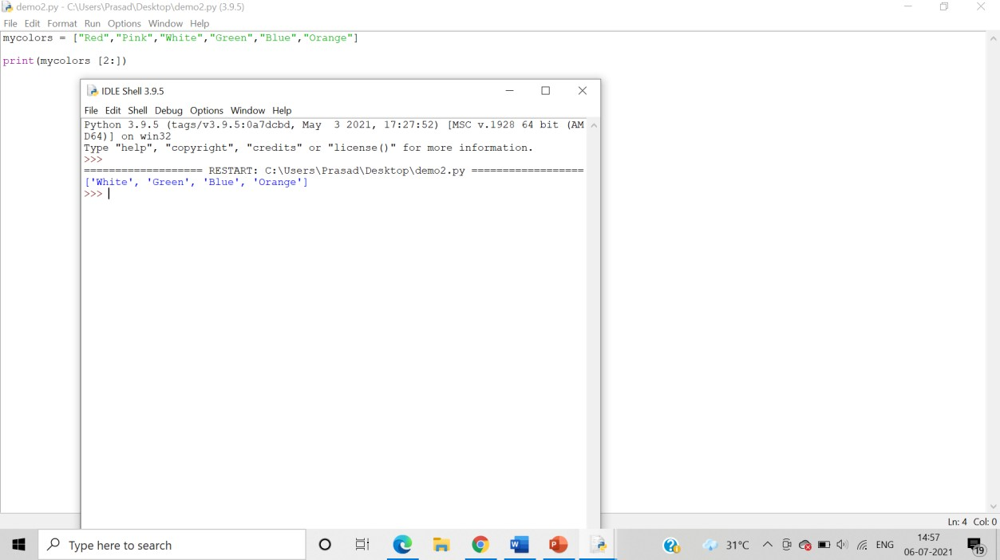 demo2.py - C:\Users\Prasad\Desktop\demo2.py (3.9.5)
File Edit Format Run Options Window Help
mycolors = ["Red","Pink","White","Green","Blue","Orange"]
print(mycolors [2:])
IDLE Shell 3.9.5
File Edit Shell Debug Options Window Help
Python 3.9.5 (tags/v3.9.5:0a7dcbd, May  3 2021, 17:27:52) [MSC v.1928 64 bit (AM
D64)] on win32
Type "help", "copyright", "credits" or "license()" for more information.
>>>
=================== RESTART: C:\Users\Prasad\Desktop\demo2.py ==================
['White', 'Green', 'Blue', 'Orange']
>>>
Ln: 4 Col: 0
Type here to search
31°C
ENG
14:57
06-07-2021
19